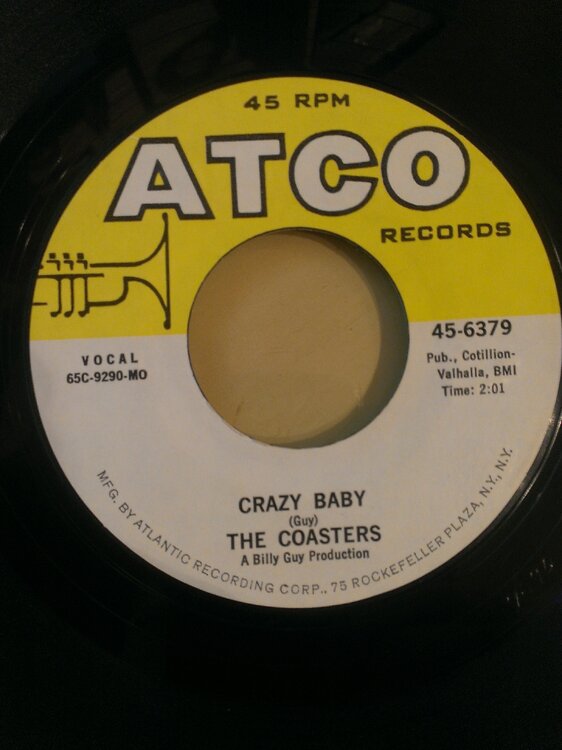 45 RPM
ATCO
RECORDS
VOCAL
65C-9290-MO
45-6379
Pub., Cotillion-
Valhalla, BMI
Time: 2:01
CRAZY BABY
(Guy)
THE COASTERS
A Billy Guy Production
MFG. BY ATLANTIC RECORDING CORP., 75 ROCKEFELLER PLAZA, N.Y., N.Y.